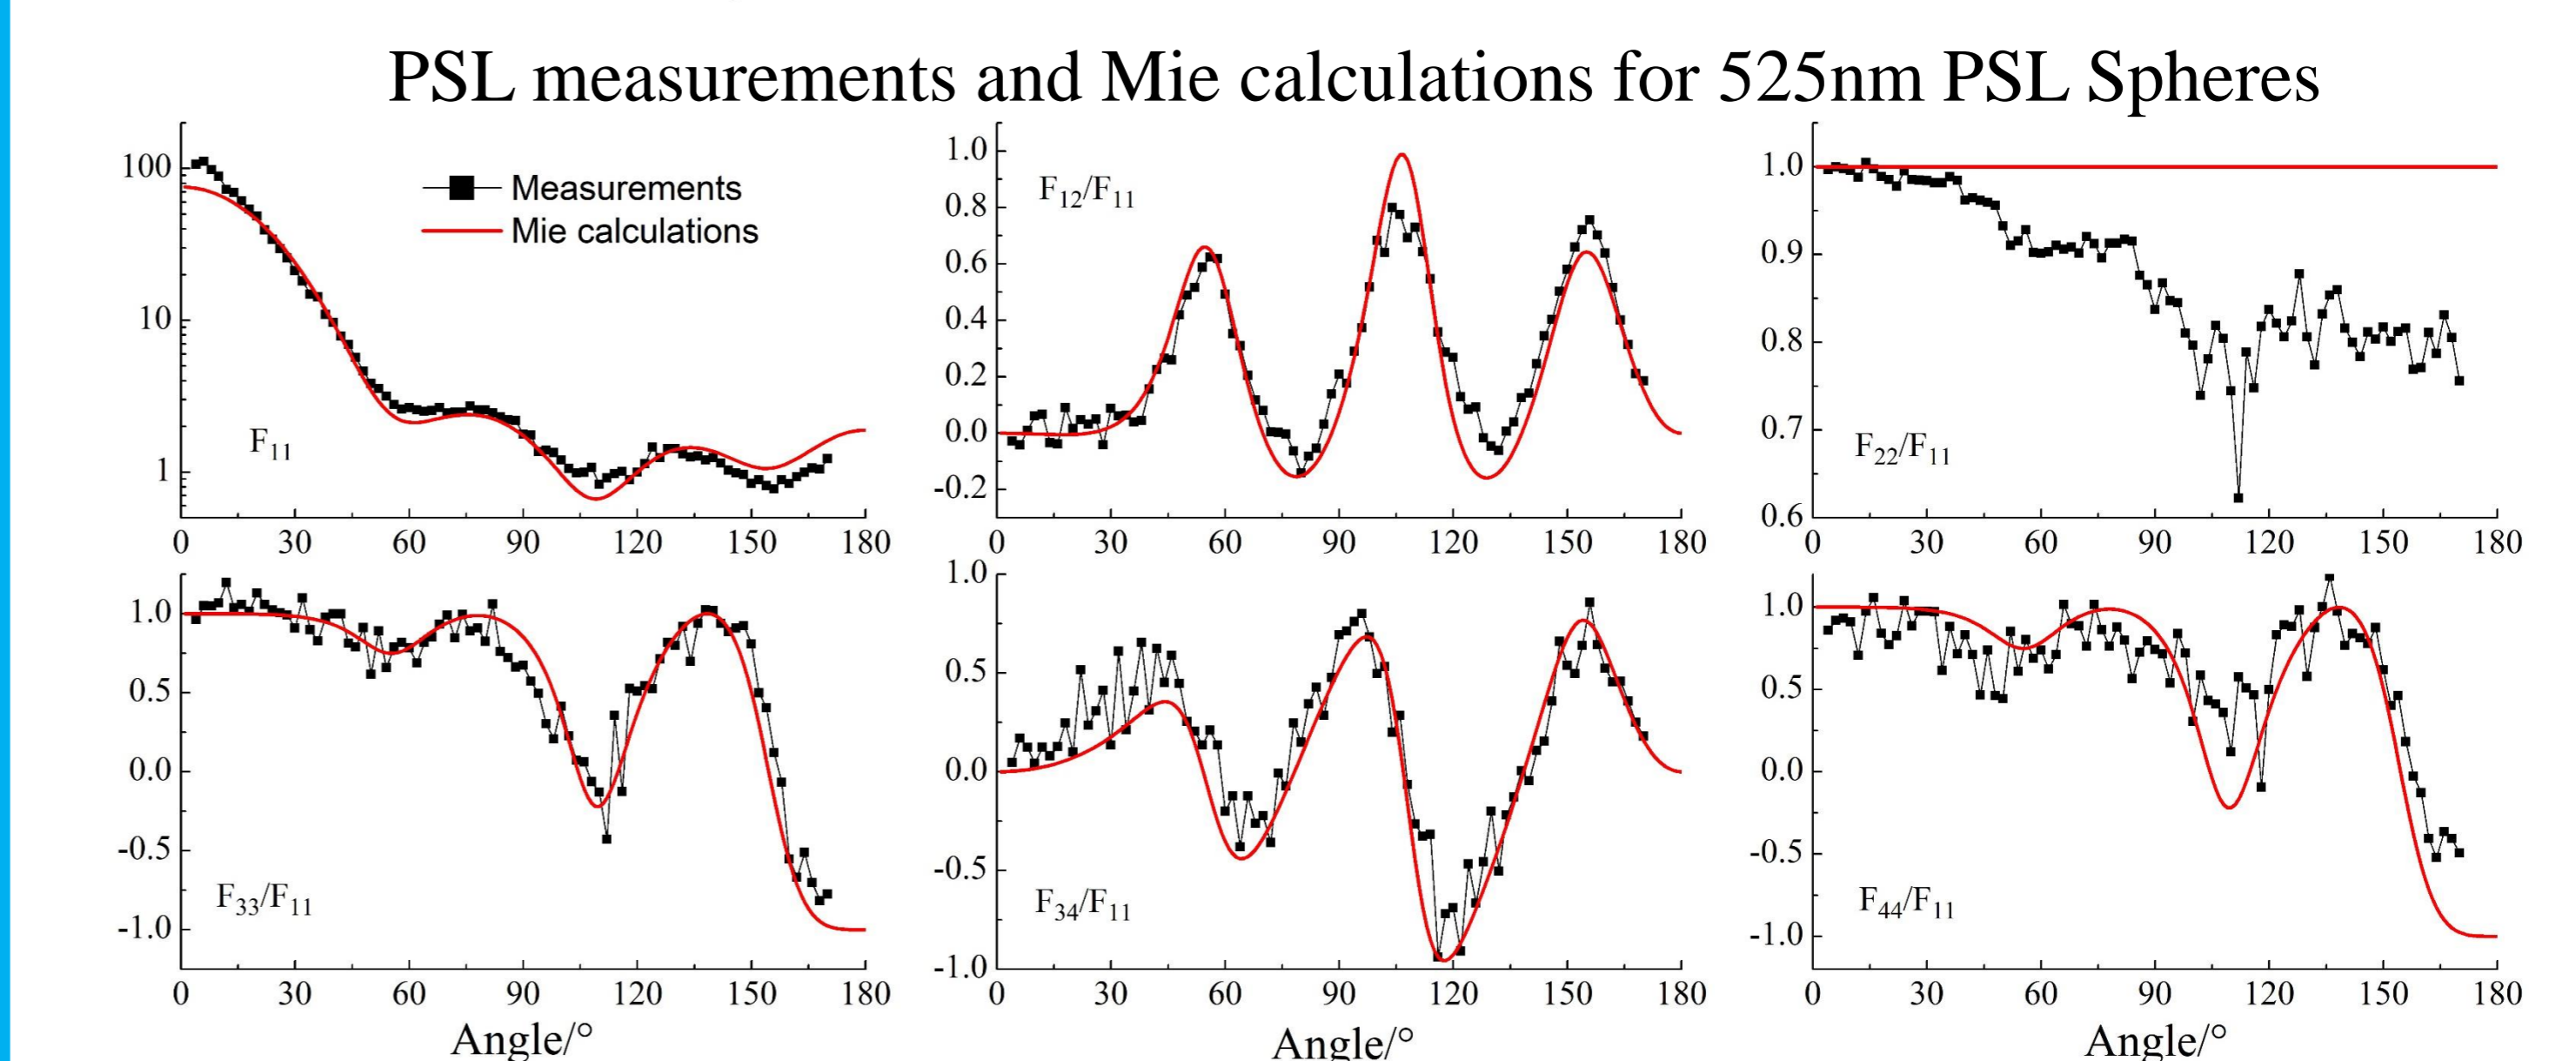 PSL measurements and Mie calculations for 525nm PSL Spheres
100
10
1
Measurements
Mie calculations
F11
0 30 60 90 120 150 180
1.0
0.8
0.6
0.4
0.2
0.0
-0.2
F12/F11
0 30 60 90 120 150 180
1.0
0.9
0.8
0.7
0.6
F22/F11
0 30 60 90 120 150 180
1.0
0.5
0.0
-0.5
-1.0
F33/F11
0 30 60 90 120 150 180
Angle/°
1.0
0.5
0.0
-0.5
-1.0
F34/F11
0 30 60 90 120 150 180
Angle/°
1.0
0.5
0.0
-0.5
-1.0
F44/F11
0 30 60 90 120 150 180
Angle/°